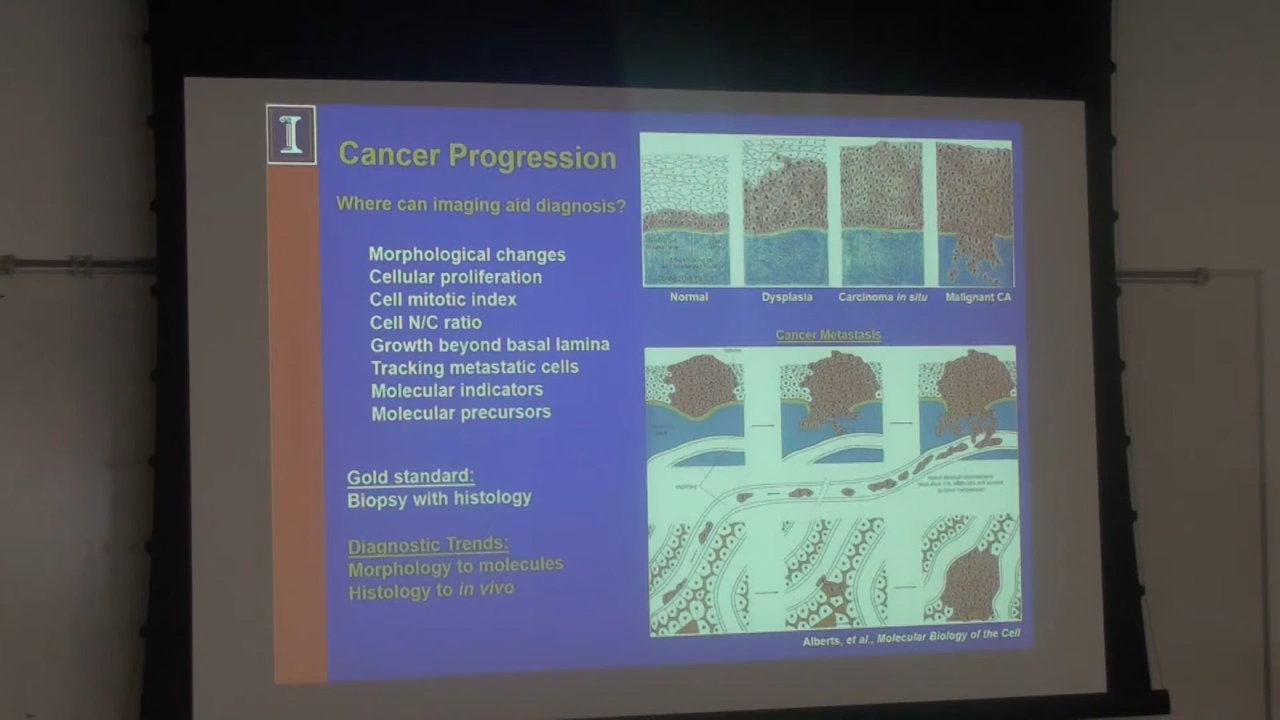 I
Cancer Progression
Where can imaging aid diagnosis?
Morphological changes
Cellular proliferation
Cell mitotic index
Cell N/C ratio
Growth beyond basal lamina
Tracking metastatic cells
Molecular indicators
Molecular precursors
Gold standard:
Biopsy with histology
Diagnostic Trends:
Morphology to molecules
Histology to in vivo
Normal
Dysplasia
Carcinoma in situ
Malignant CA
Cancer Metastasis
capillary
Alberts, et al., Molecular Biology of the Cell